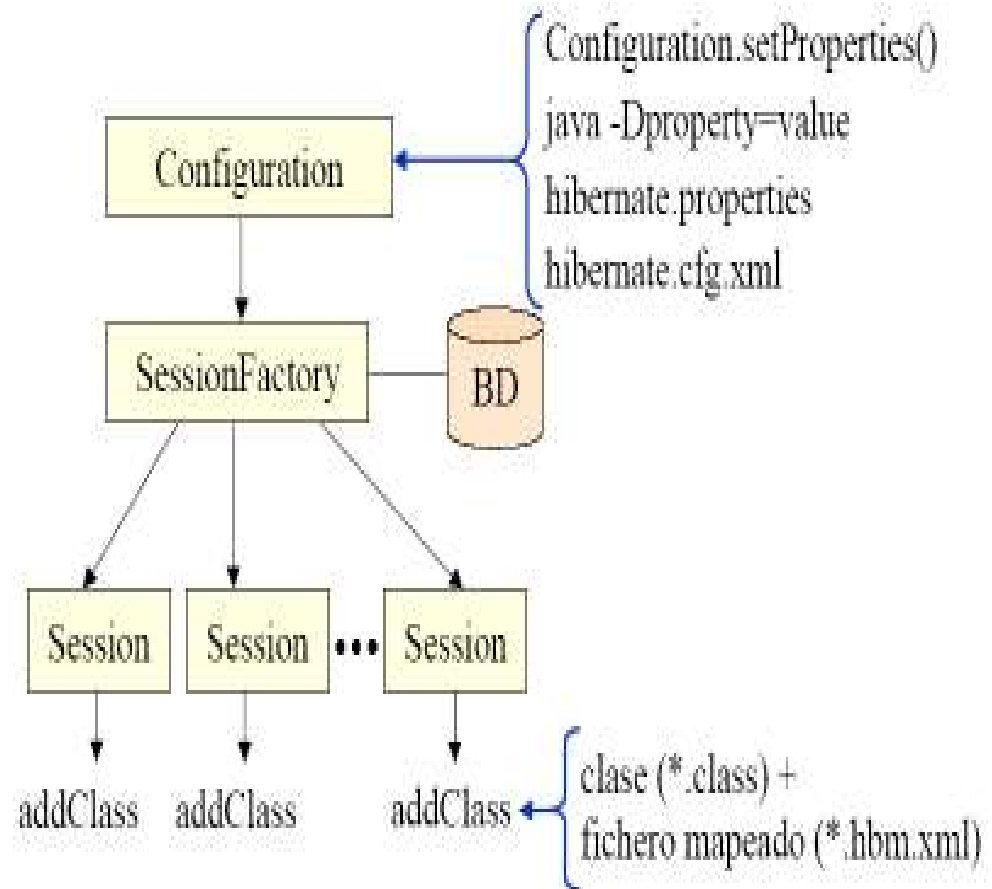 Configuration.setProperties()
java -Dproperty=value
Configuration
hibernate.properties
hibernate.cfg.xml
SessionFactory
BD
Session
Session
Session
addClass
addClass
addClass
clase (*.class) +
fichero mapeado (*.hbm.xml)